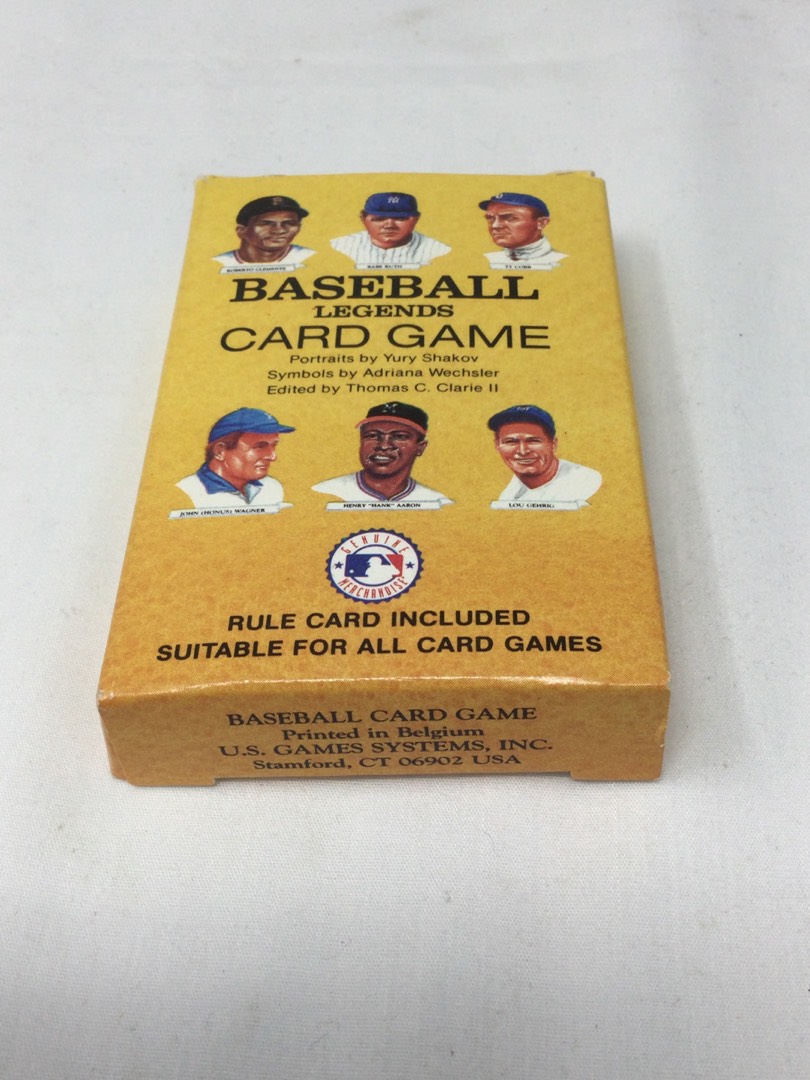 ROBERTO CLEMENTE
BABE RUTH
TY COBB
BASEBALL
LEGENDS
CARD GAME
Portraits by Yury Shakov
Symbols by Adriana Wechsler
Edited by Thomas C. Clarie II
JOHN (HONUS) WAGNER
HENRY "HANK" AARON
LOU GEHRIG
GENUINE
MERCHANDISE
RULE CARD INCLUDED
SUITABLE FOR ALL CARD GAMES
BASEBALL CARD GAME
Printed in Belgium
U.S. GAMES SYSTEMS, INC.
Stamford, CT 06902 USA